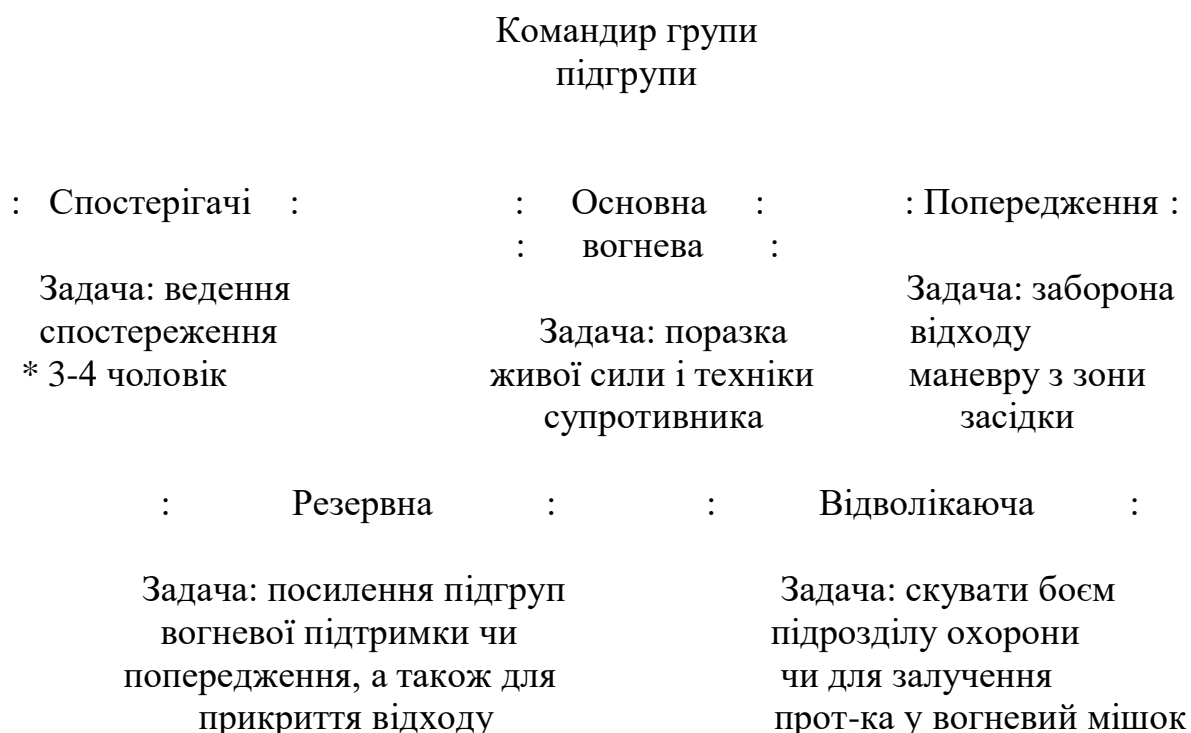 Командир групи
підгрупи
: Спостерігачі : : Основна : : Попередження :
: вогнева :
Задача: ведення Задача: заборона
спостереження Задача: поразка відходу
* 3-4 чоловік живої сили і техніки маневру з зони
супротивника засідки
: Резервна : : Відволікаюча :
Задача: посилення підгруп Задача: скувати боєм
вогневої підтримки чи підрозділу охорони
попередження, а також для чи для залучення
прикриття відходу прот-ка у вогневий мішок